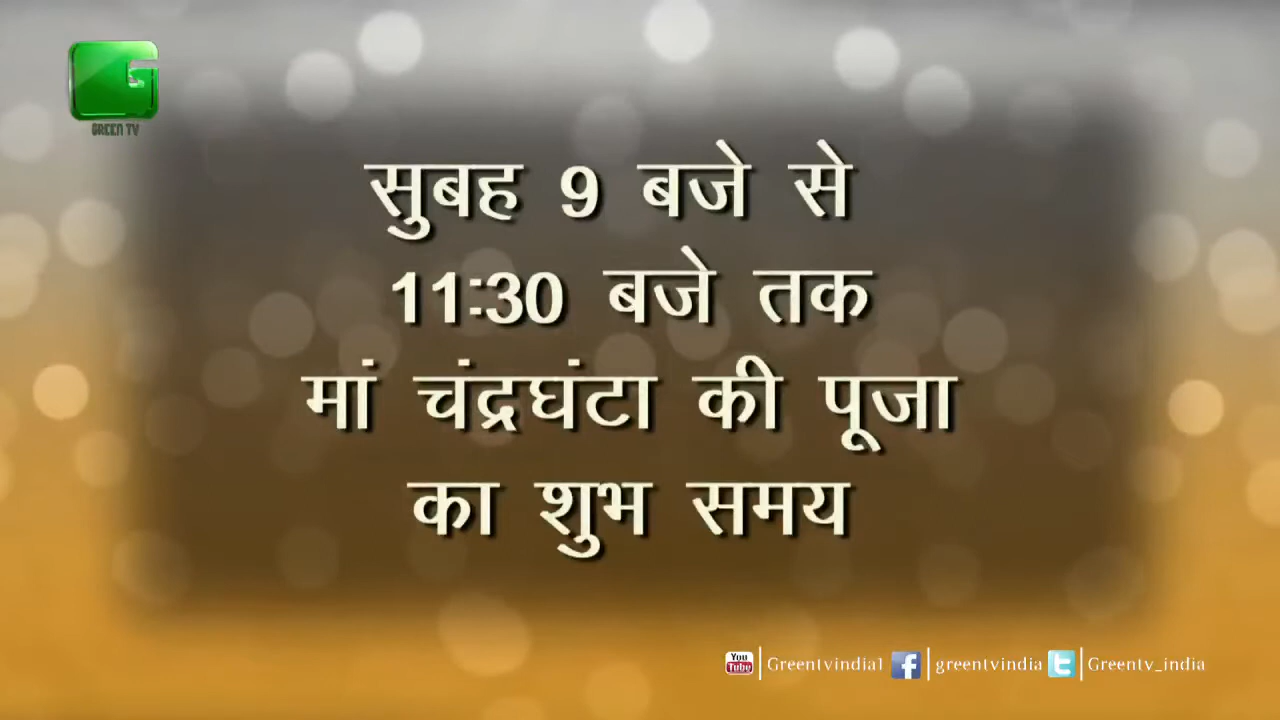 GREEN TV
सुबह 9 बजे से
11:30 बजे तक
मां चंद्रघंटा की पूजा
का शुभ समय
You Tube Greentvindia1 f greentvindia Greentv_india